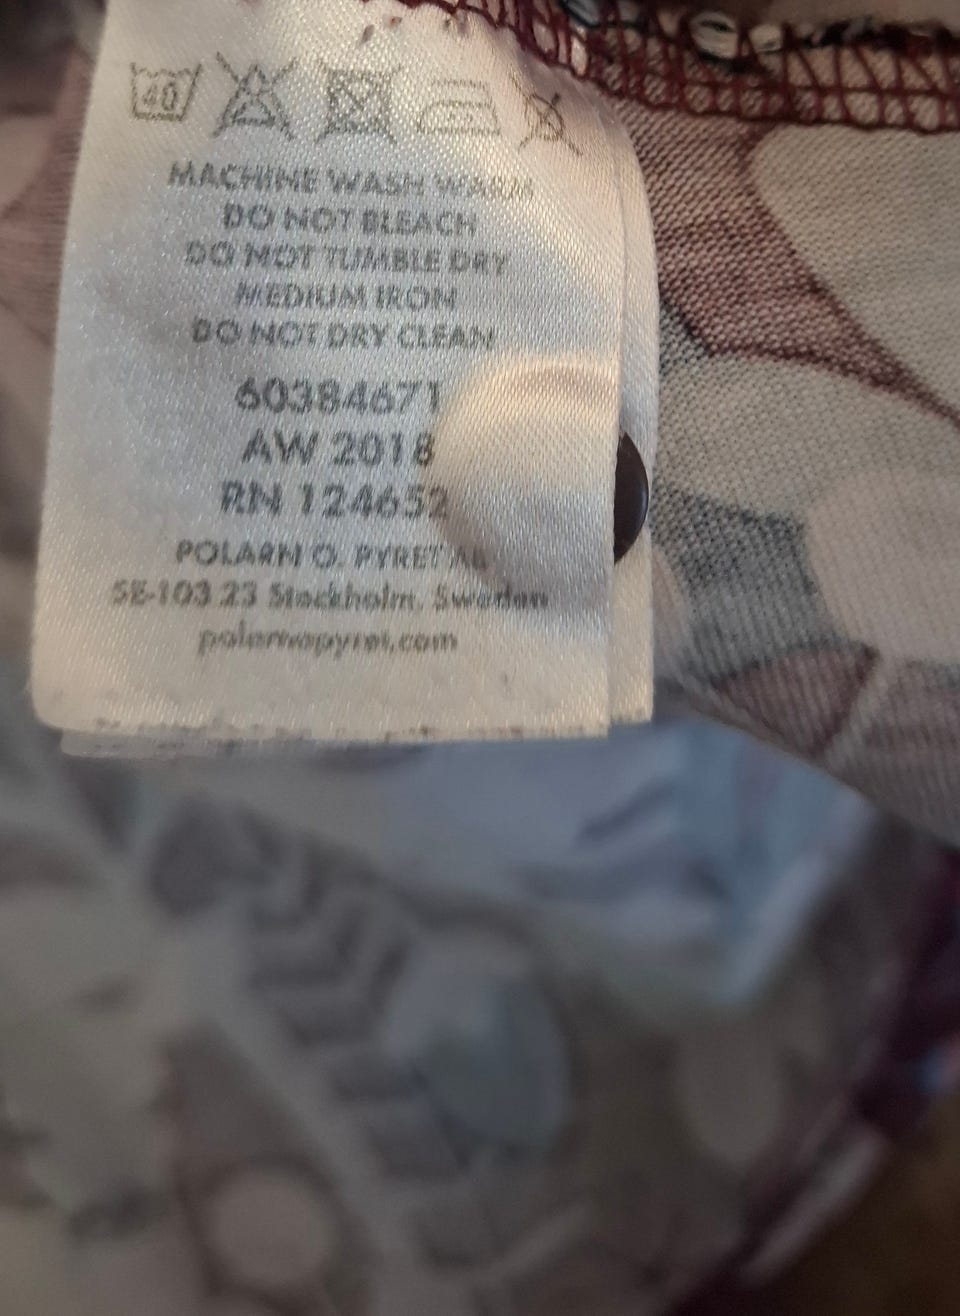 40
MACHINE WASH WARM
DO NOT BLEACH
DO NOT TUMBLE DRY
MEDIUM IRON
DO NOT DRY CLEAN
60384671
AW 2018
RN 124652
POLARN O. PYRET AB
SE-103 23 Stockholm, Sweden
polarnopyret.com